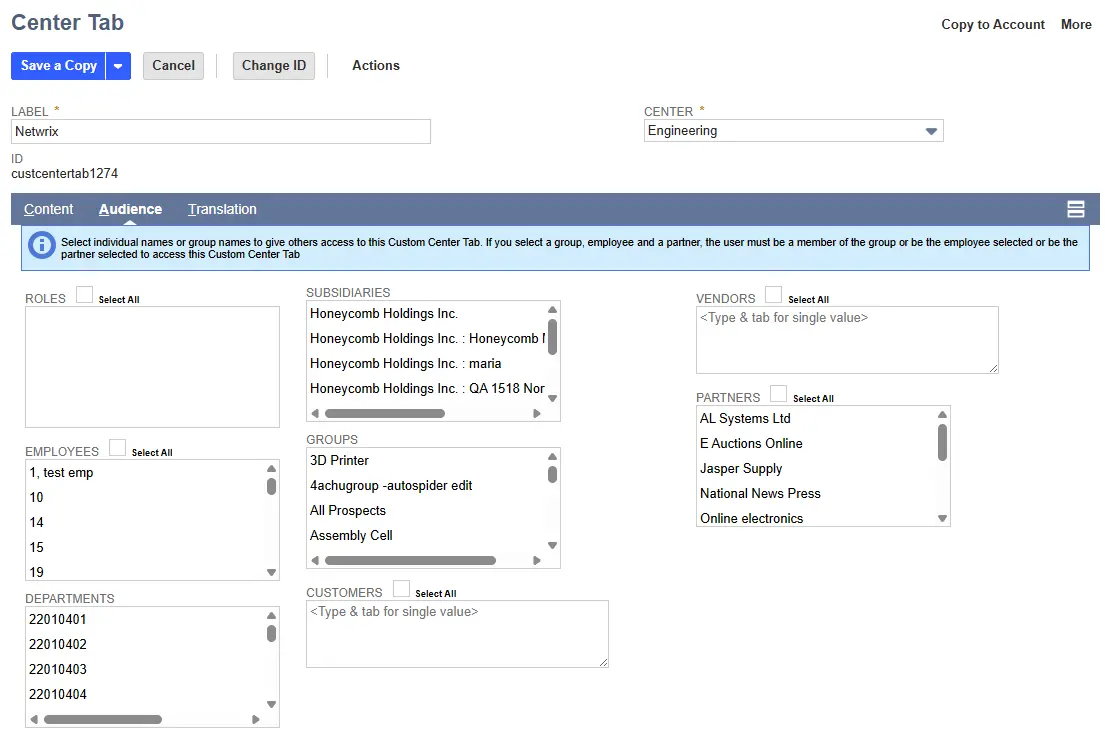 Center Tab
Copy to Account More
Save a Copy Cancel Change ID Actions
LABEL *
Netwrix
CENTER *
Engineering
ID
custcentertab1274
Content Audience Translation
Select individual names or group names to give others access to this Custom Center Tab. If you select a group, employee and a partner, the user must be a member of the group or be the employee selected or be the
partner selected to access this Custom Center Tab
ROLES Select All
EMPLOYEES Select All
1, test emp
10
14
15
19
DEPARTMENTS
22010401
22010402
22010403
22010404
SUBSIDIARIES
Honeycomb Holdings Inc.
Honeycomb Holdings Inc. : Honeycomb
Honeycomb Holdings Inc. : maria
Honeycomb Holdings Inc. : QA 1518 Nor
GROUPS
3D Printer
4achugroup -autospider edit
All Prospects
Assembly Cell
CUSTOMERS Select All
<Type & tab for single value>
VENDORS Select All
<Type & tab for single value>
PARTNERS Select All
AL Systems Ltd
E Auctions Online
Jasper Supply
National News Press
Online electronics